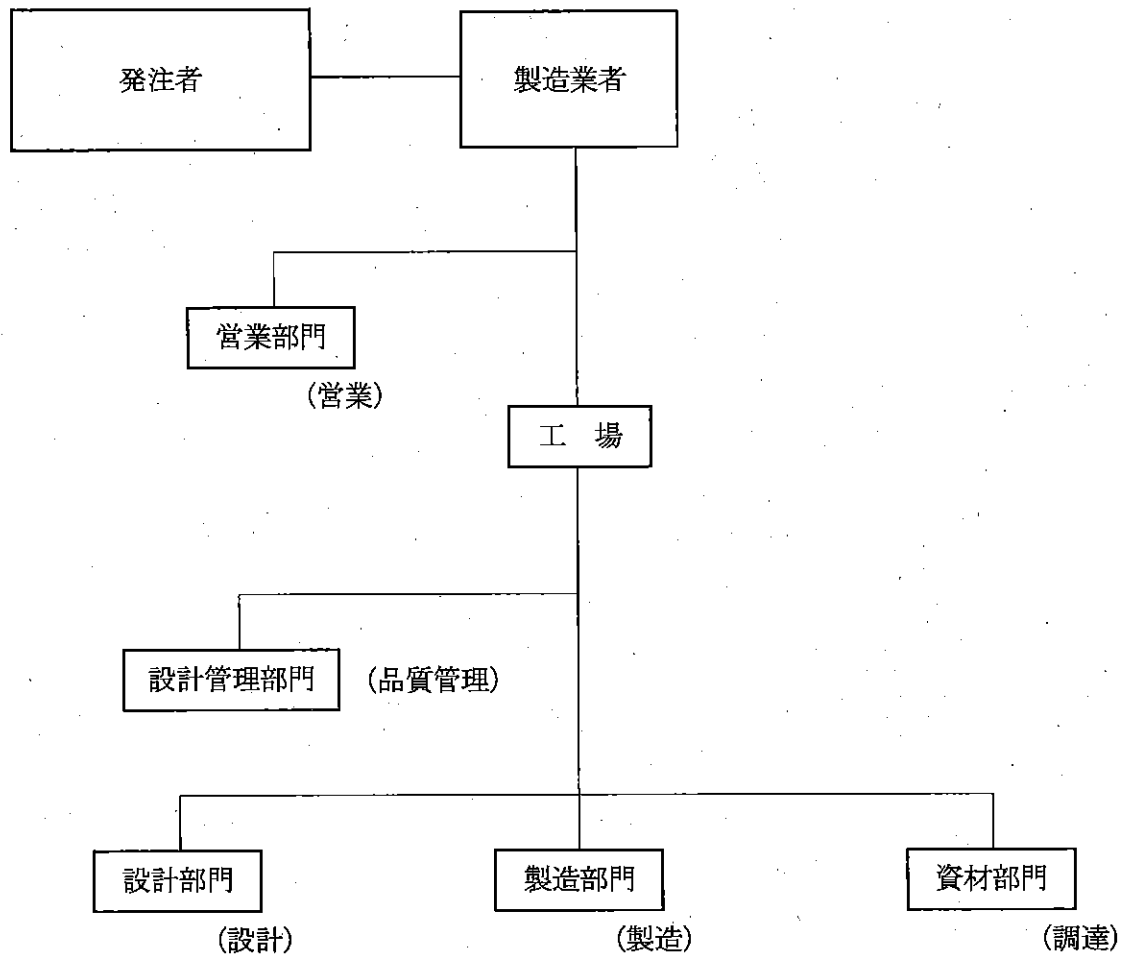 発注者
製造業者
営業部門
(営業)
工 場
設計管理部門
(品質管理)
設計部門
製造部門
資材部門
(設計)
(製造)
(調達)